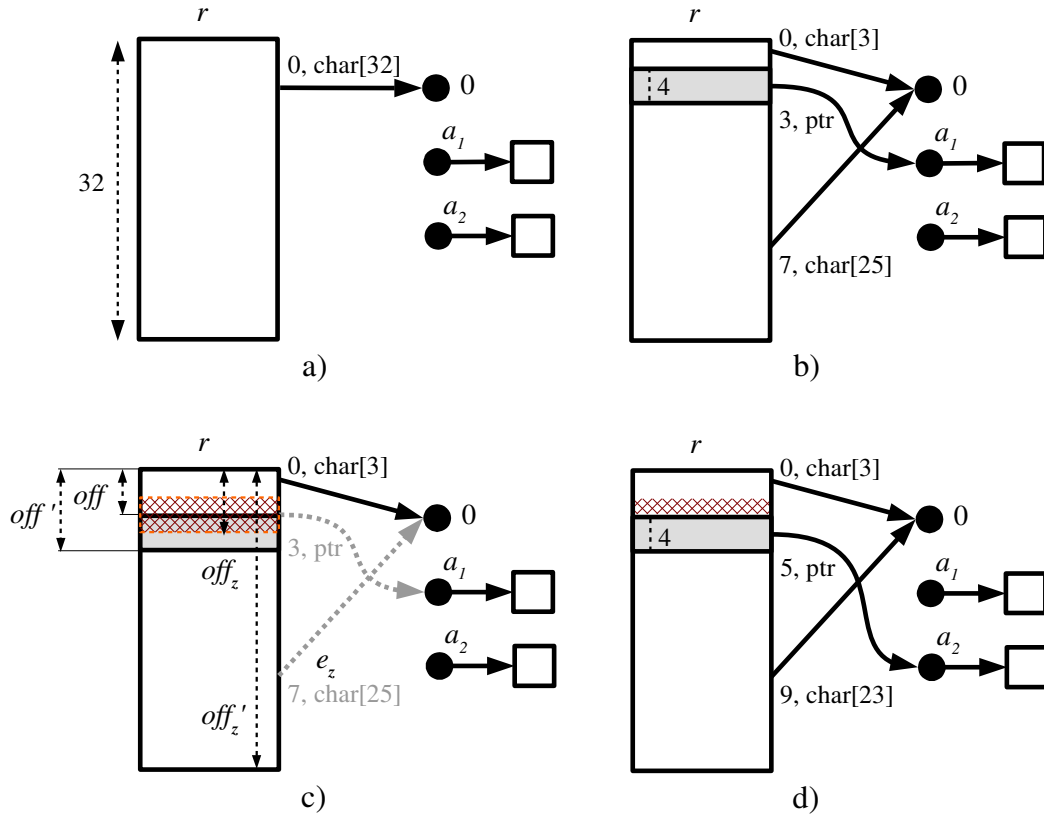 r
0, char[32]
0
a1
32
a2
a)
r
0, char[3]
0
4
3, ptr
a1
a2
7, char[25]
b)
r
0, char[3]
off
off '
0
3, ptr
offz
a1
a2
ez
7, char[25]
offz'
c)
r
0, char[3]
0
4
5, ptr
a1
a2
9, char[23]
d)